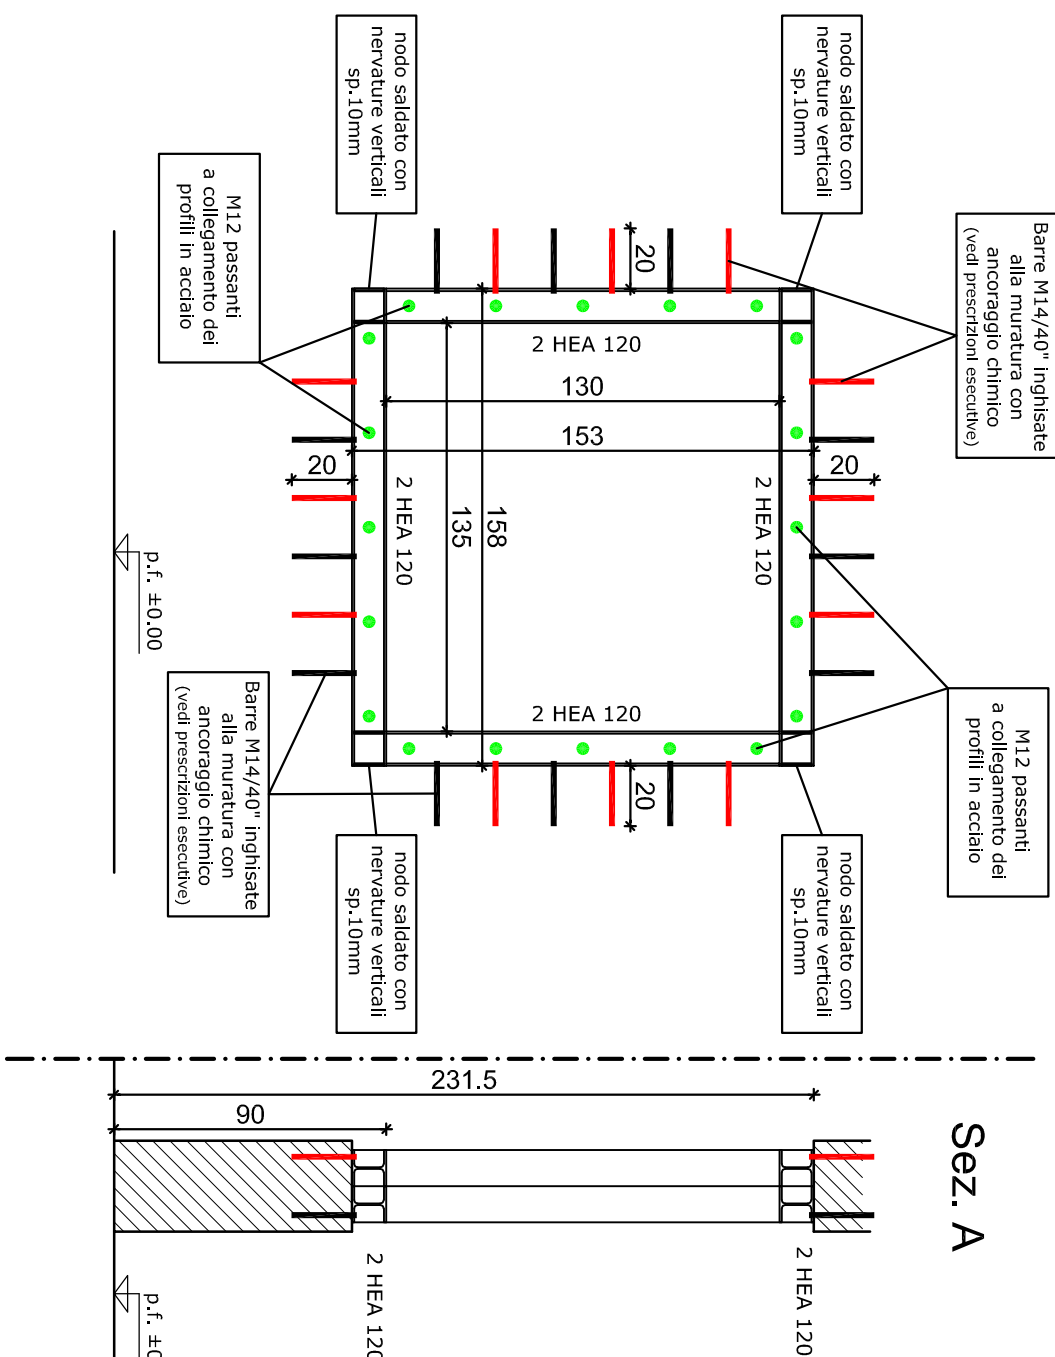 Barre M14/40" inghisate
alla muratura con
ancoraggio chimico
(vedi prescrizioni esecutive)
nodo saldato con
nervature verticali
sp.10mm
nodo saldato con
nervature verticali
sp.10mm
M12 passanti
a collegamento dei
profili in acciaio
M12 passanti
a collegamento dei
profili in acciaio
nodo saldato con
nervature verticali
sp.10mm
nodo saldato con
nervature verticali
sp.10mm
Barre M14/40" inghisate
alla muratura con
ancoraggio chimico
(vedi prescrizioni esecutive)
20
20
20
20
2 HEA 120
2 HEA 120
2 HEA 120
2 HEA 120
130
153
158
135
p.f. ±0.00
Sez. A
231.5
90
2 HEA 120
2 HEA 120
p.f. ±0